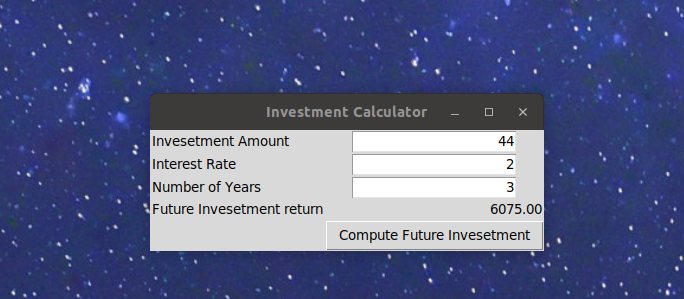 Investment Calculator
Invesetment Amount 44
Interest Rate 2
Number of Years 3
Future Invesetment return 6075.00
Compute Future Invesetment